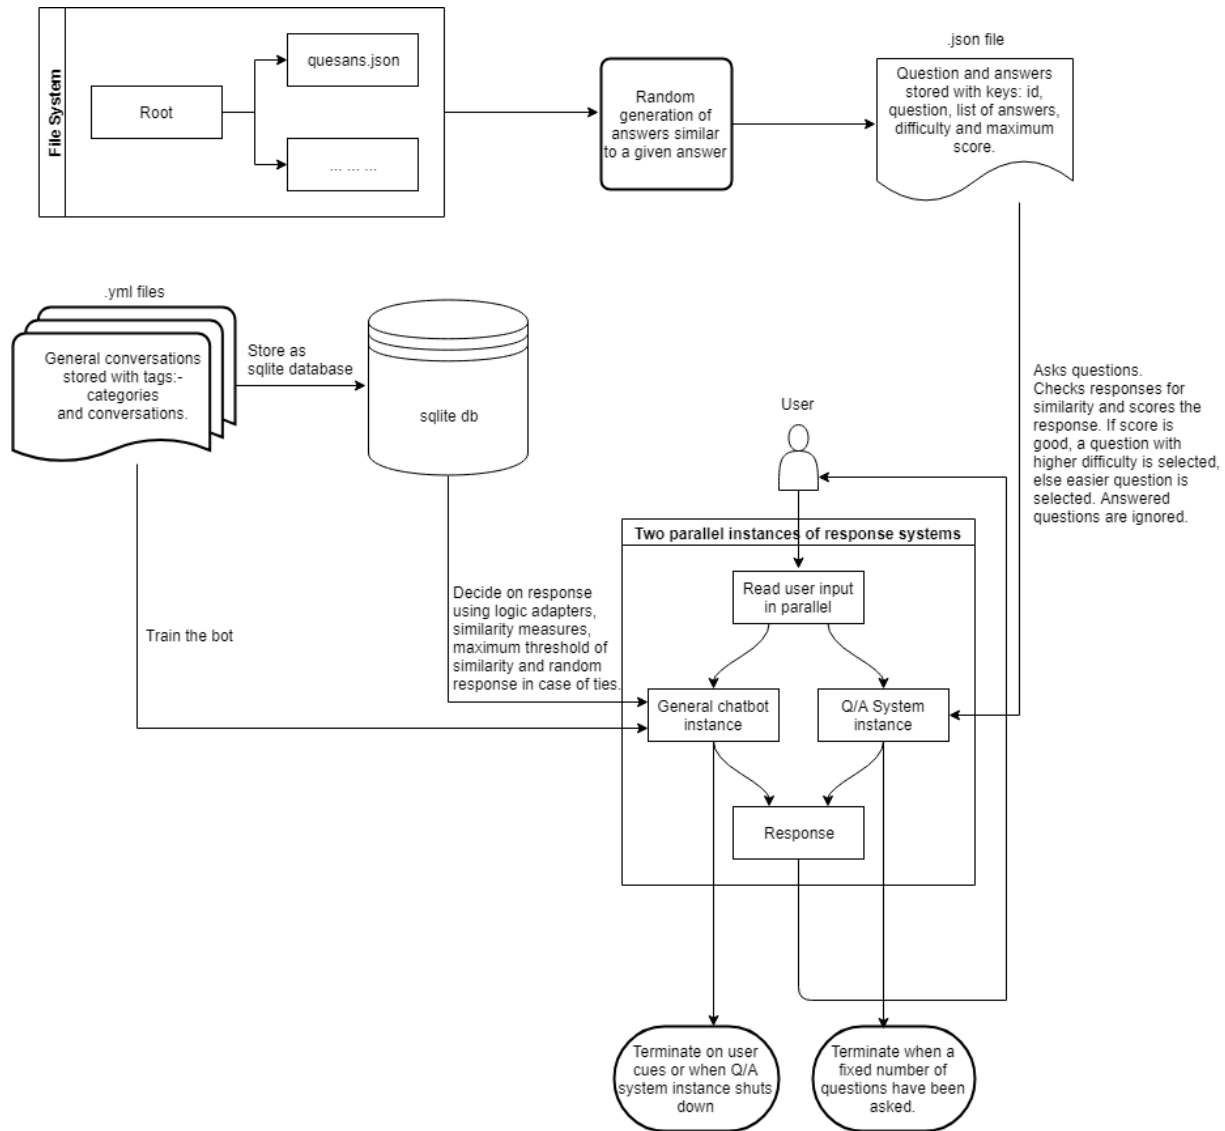 File System
Root
quesans.json
... ... ...
Random
generation of
answers similar
to a given answer
.json file
Question and answers
stored with keys: id,
question, list of answers,
difficulty and maximum
score.
.yml files
General conversations
stored with tags:-
categories
and conversations.
Store as
sqlite database
sqlite db
User
Asks questions.
Checks responses for
similarity and scores the
response. If score is
good, a question with
higher difficulty is selected,
else easier question is
selected. Answered
questions are ignored.
Two parallel instances of response systems
Read user input
in parallel
Decide on response
using logic adapters,
similarity measures,
maximum threshold of
similarity and random
response in case of ties.
Train the bot
General chatbot
instance
Q/A System
instance
Response
Terminate on user
cues or when Q/A
system instance shuts
down
Terminate when a
fixed number of
questions have been
asked.